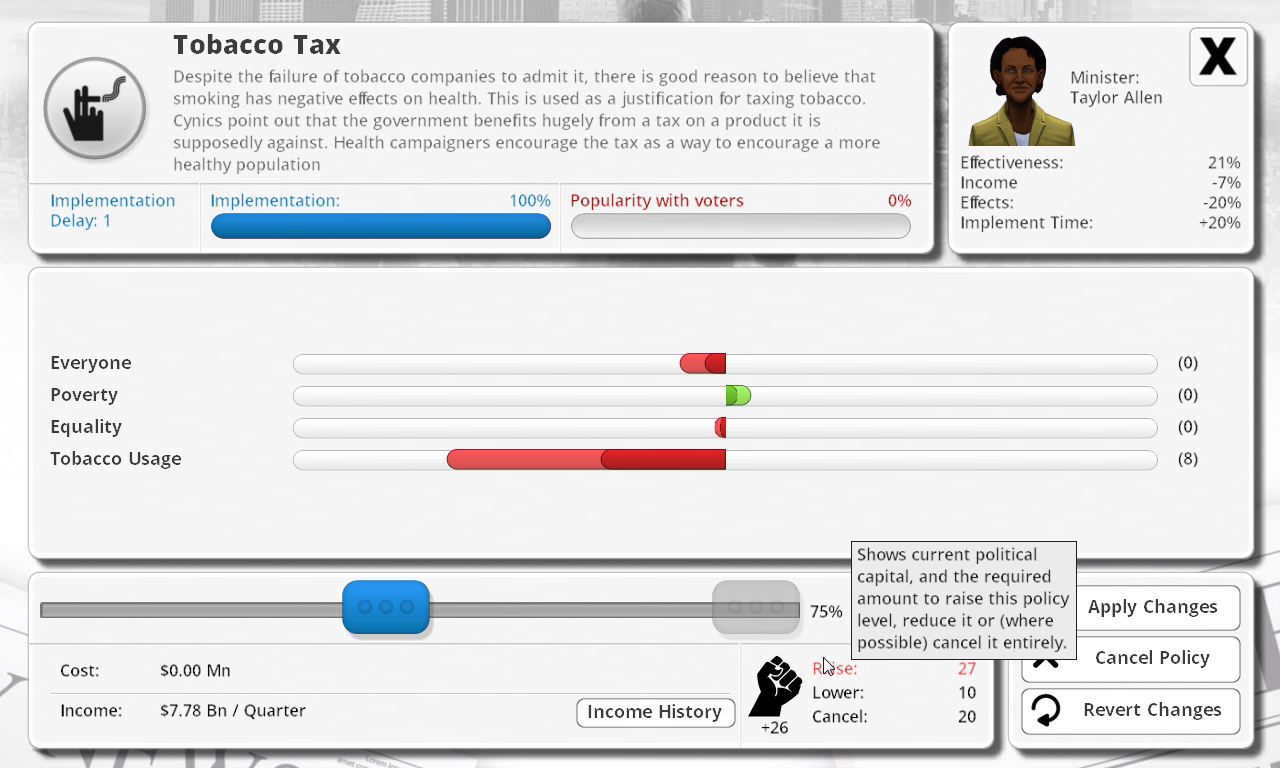 Tobacco Tax
Despite the failure of tobacco companies to admit it, there is good reason to believe that
smoking has negative effects on health. This is used as a justification for taxing tobacco.
Cynics point out that the government benefits hugely from a tax on a product it is
supposedly against. Health campaigners encourage the tax as a way to encourage a more
healthy population
Implementation
Delay: 1
Implementation: 100%
Popularity with voters 0%
X
Minister:
Taylor Allen
Effectiveness: 21%
Income -7%
Effects: -20%
Implement Time: +20%
Everyone (0)
Poverty (0)
Equality (0)
Tobacco Usage (8)
75%
Shows current political
capital, and the required
amount to raise this policy
level, reduce it or (where
possible) cancel it entirely.
Cost: $0.00 Mn
Income: $7.78 Bn / Quarter
Income History
+26
Raise: 27
Lower: 10
Cancel: 20
Apply Changes
Cancel Policy
Revert Changes